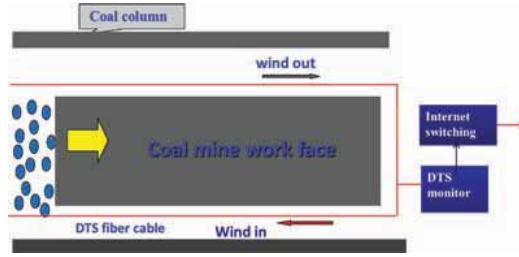 Coal column
wind out
Internet
switching
Coal mine work face
DTS
monitor
DTS fiber cable
Wind in